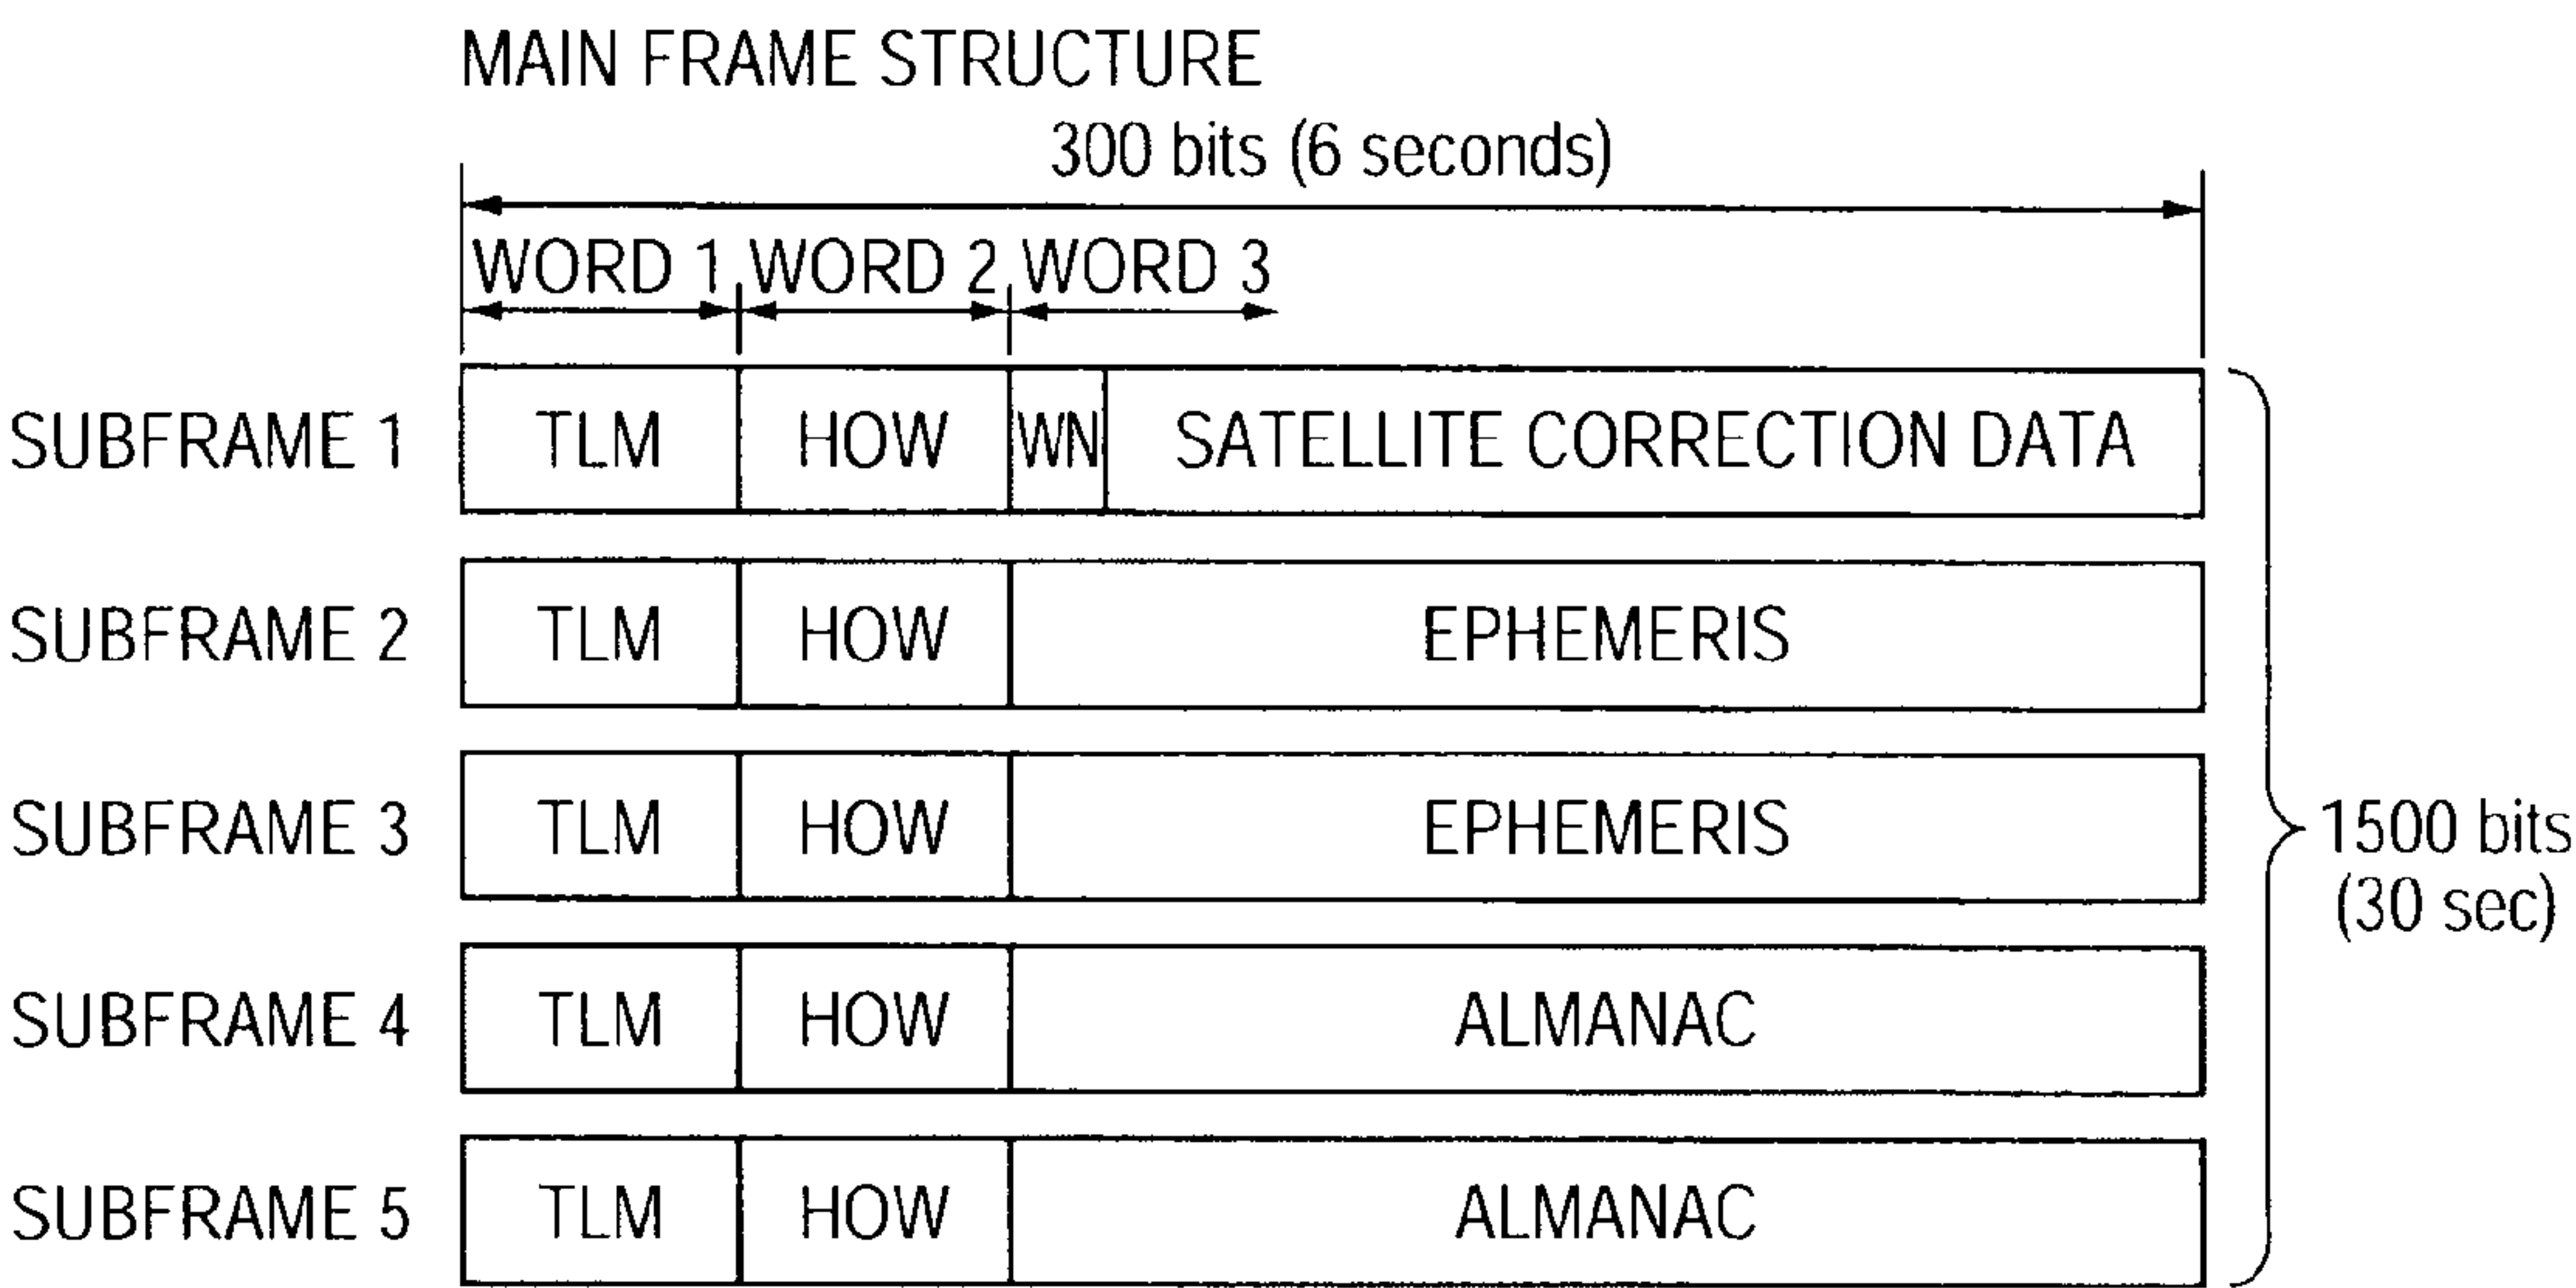 MAIN FRAME STRUCTURE
300 bits (6 seconds)
WORD 1 WORD 2 WORD 3
SUBFRAME 1 TLM HOW WN SATELLITE CORRECTION DATA
SUBFRAME 2 TLM HOW EPHEMERIS
SUBFRAME 3 TLM HOW EPHEMERIS
1500 bits
(30 sec)
SUBFRAME 4 TLM HOW ALMANAC
SUBFRAME 5 TLM HOW ALMANAC